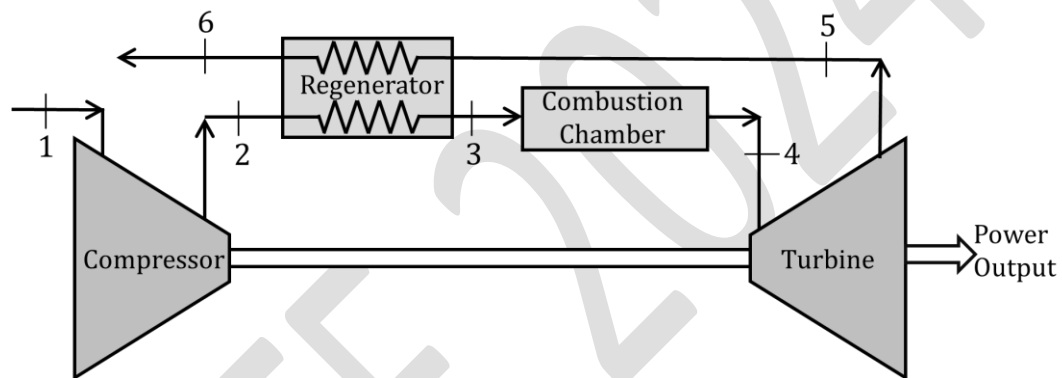 6
5
Regenerator
Combustion
Chamber
1
2
3
4
Compressor
Turbine
Power
Output